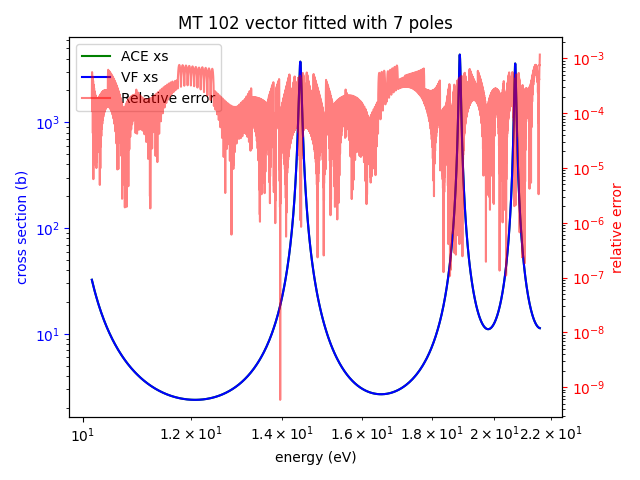 MT 102 vector fitted with 7 poles
ACE xs
VF xs
Relative error
cross section (b)
10³
10²
10¹
relative error
10⁻³
10⁻⁴
10⁻⁵
10⁻⁶
10⁻⁷
10⁻⁸
10⁻⁹
10¹ 1.2 × 10¹ 1.4 × 10¹ 1.6 × 10¹ 1.8 × 10¹ 2 × 10¹ 2.2 × 10¹
energy (eV)